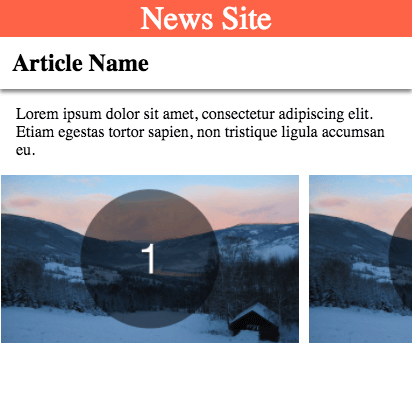 News Site
Article Name
Lorem ipsum dolor sit amet, consectetur adipiscing elit.
Etiam egestas tortor sapien, non tristique ligula accumsan
eu.
1